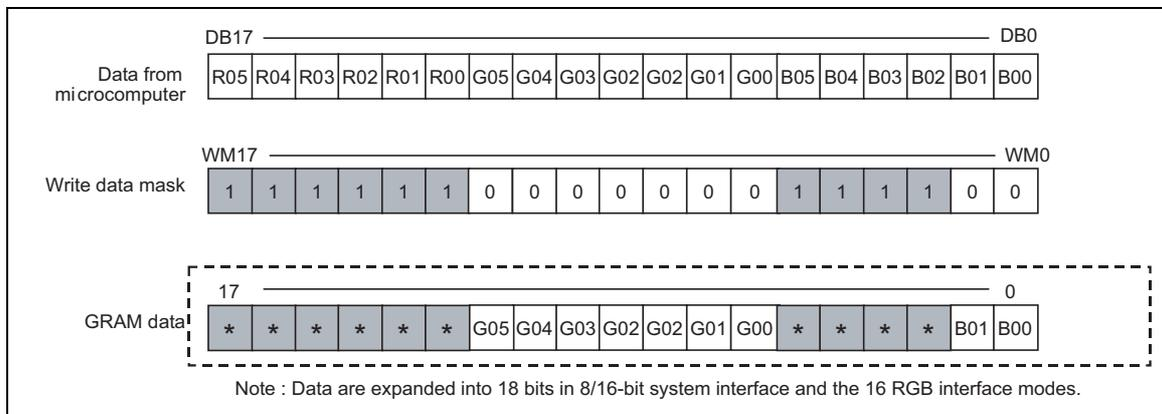 DB17 DB0
Data from
microcomputer
R05 R04 R03 R02 R01 R00 G05 G04 G03 G02 G02 G01 G00 B05 B04 B03 B02 B01 B00
WM17 WM0
Write data mask
1 1 1 1 1 1 0 0 0 0 0 0 0 1 1 1 1 0 0
17 0
GRAM data
* * * * * * G05 G04 G03 G02 G02 G01 G00 * * * * B01 B00
Note : Data are expanded into 18 bits in 8/16-bit system interface and the 16 RGB interface modes.